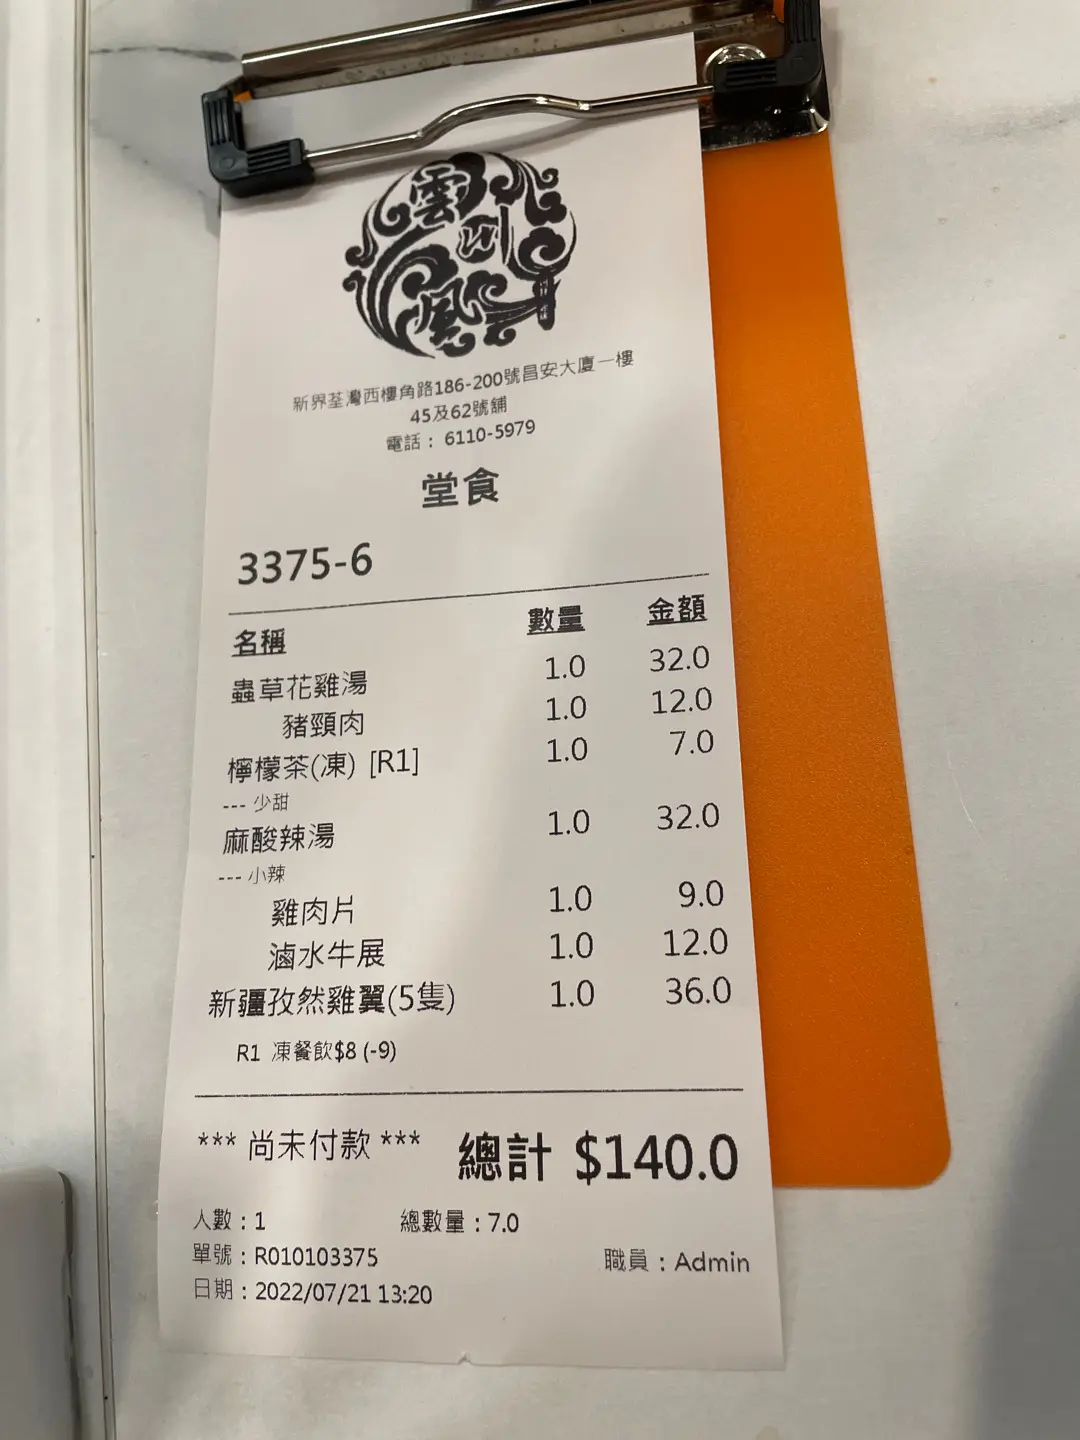 雲川風
新界荃灣西樓角路186-200號昌安大廈一樓
45及62號舖
電話： 6110-5979
堂食
3375-6
名稱 數量 金額
蟲草花雞湯 1.0 32.0
豬頸肉 1.0 12.0
檸檬茶(凍) [R1] 1.0 7.0
--- 少甜
麻酸辣湯 1.0 32.0
--- 小辣
雞肉片 1.0 9.0
滷水牛展 1.0 12.0
新疆孜然雞翼(5隻) 1.0 36.0
R1 凍餐飲$8 (-9)
*** 尚未付款 *** 總計 $140.0
人數：1 總數量：7.0
單號：R010103375 職員：Admin
日期：2022/07/21 13:20